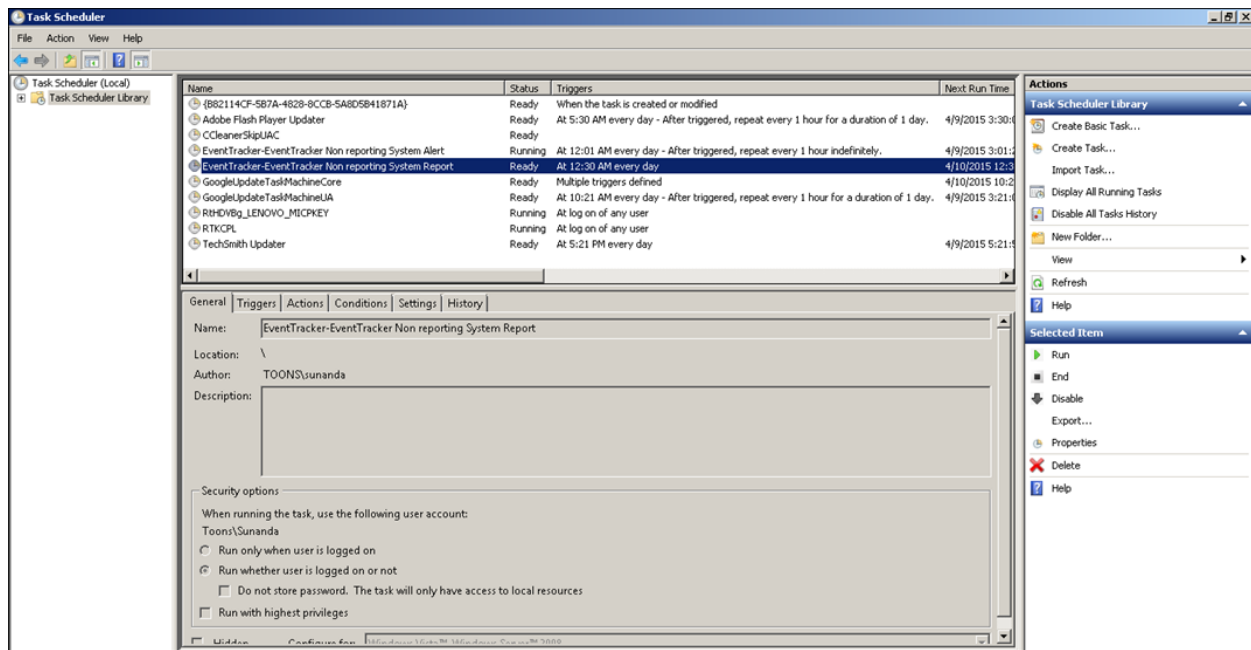 Task Scheduler
File Action View Help
Task Scheduler (Local)
Task Scheduler Library
Name Status Triggers Next Run Time
{B82114CF-5B7A-4828-8CCB-5A8D5B41871A} Ready When the task is created or modified
Adobe Flash Player Updater Ready At 5:30 AM every day - After triggered, repeat every 1 hour for a duration of 1 day. 4/9/2015 3:30:0
CCleanerSkipUAC Ready
EventTracker-EventTracker Non reporting System Alert Running At 12:01 AM every day - After triggered, repeat every 1 hour indefinitely. 4/9/2015 3:01:2
EventTracker-EventTracker Non reporting System Report Ready At 12:30 AM every day 4/10/2015 12:3
GoogleUpdateTaskMachineCore Ready Multiple triggers defined 4/10/2015 10:2
GoogleUpdateTaskMachineUA Ready At 10:21 AM every day - After triggered, repeat every 1 hour for a duration of 1 day. 4/9/2015 3:21:0
RtHDVBg_LENOVO_MICPKEY Running At log on of any user
RTKCPL Running At log on of any user
TechSmith Updater Ready At 5:21 PM every day 4/9/2015 5:21:5
General Triggers Actions Conditions Settings History
Name: EventTracker-EventTracker Non reporting System Report
Location: \
Author: TOONS\sunanda
Description:
Security options
When running the task, use the following user account:
Toons\Sunanda
Run only when user is logged on
Run whether user is logged on or not
Do not store password. The task will only have access to local resources
Run with highest privileges
Hidden Configure for: Windows Vista™, Windows Server™ 2008
Actions
Task Scheduler Library
Create Basic Task...
Create Task...
Import Task...
Display All Running Tasks
Disable All Tasks History
New Folder...
View
Refresh
Help
Selected Item
Run
End
Disable
Export...
Properties
Delete
Help